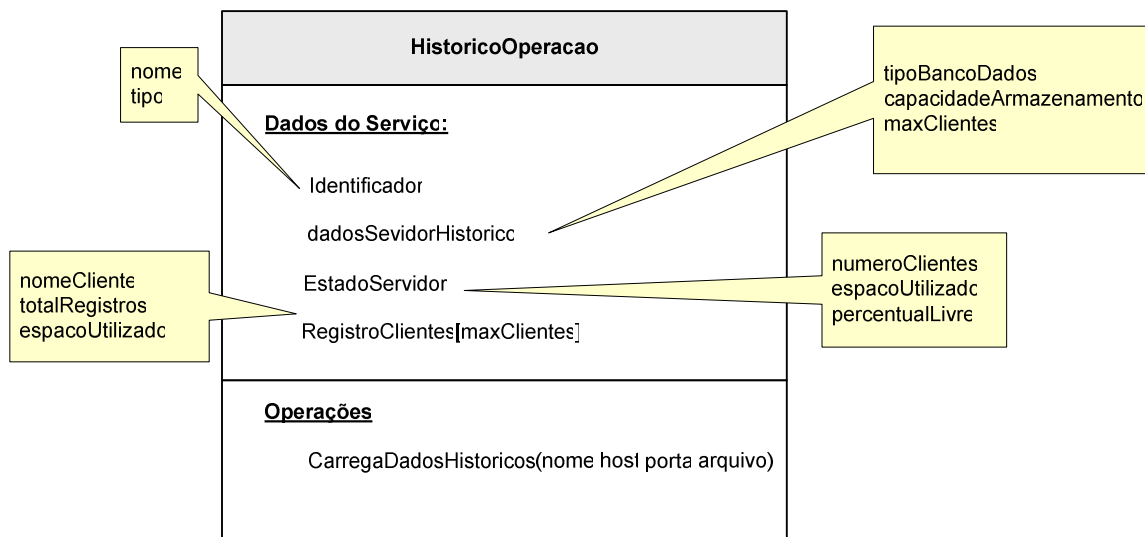 HistoricoOperacao
nome
tipo
tipoBancoDados
capacidadeArmazenamento
maxClientes
Dados do Serviço:
Identificador
dadosSevidorHistorico
nomeCliente
totalRegistros
espacoUtilizado
EstadoServidor
numeroClientes
espacoUtilizado
percentualLivre
RegistroClientes[maxClientes]
Operações
CarregaDadosHistoricos(nome host porta arquivo)